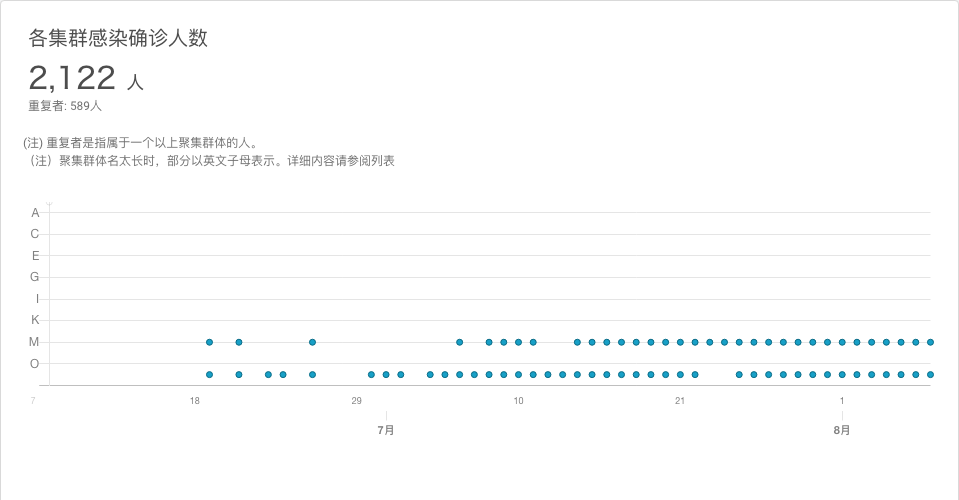 各集群感染确诊人数
2,122 人
重复者: 589人
(注) 重复者是指属于一个以上聚集群体的人。
（注）聚集群体名太长时，部分以英文子母表示。详细内容请参阅列表
A
C
E
G
I
K
M
O
7 18 29 10 21 1
7月 8月